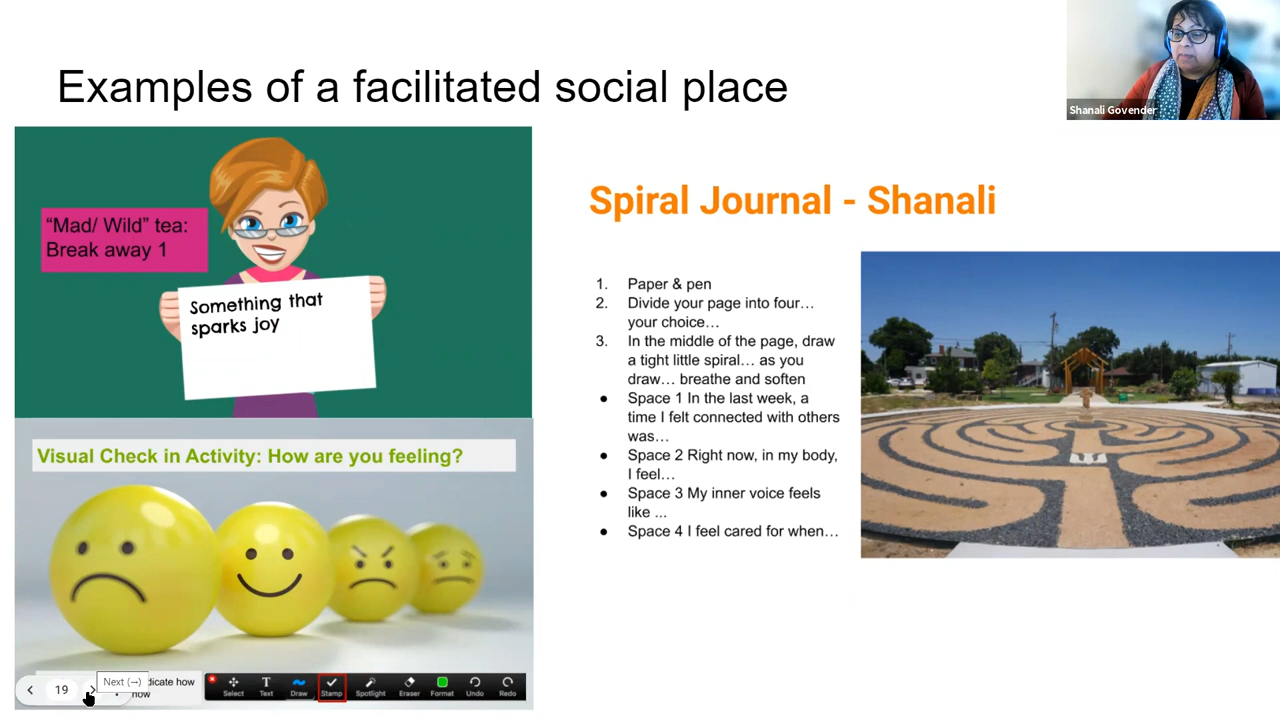 Examples of a facilitated social place
Shanali Govender
“Mad/ Wild” tea:
Break away 1
Something that
sparks joy
Visual Check in Activity: How are you feeling?
Spiral Journal - Shanali
1. Paper & pen
2. Divide your page into four…
your choice…
3. In the middle of the page, draw
a tight little spiral… as you
draw… breathe and soften
● Space 1 In the last week, a
time I felt connected with others
was…
● Space 2 Right now, in my body,
I feel…
● Space 3 My inner voice feels
like ...
● Space 4 I feel cared for when…
Next (→)
dicate how
now
19
Select Text Draw Stamp Spotlight Eraser Format Undo Redo